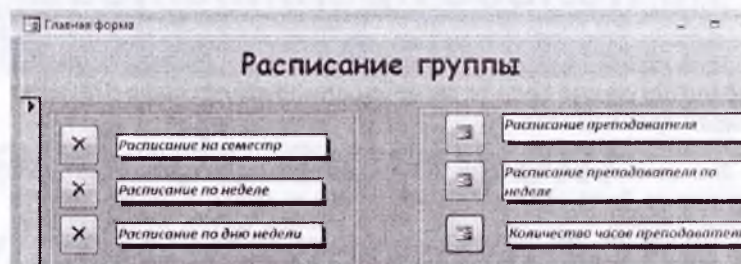 Главная форма
Расписание группы
Расписание на семестр
Расписание по неделе
Расписание по дню недели
Расписание преподавателя
Расписание преподавателя по
неделе
Количество часов преподавател